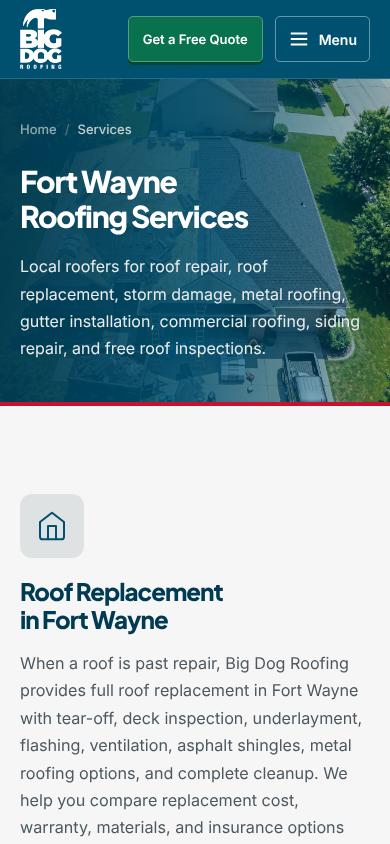 BIG
DOG
ROOFING
Get a Free Quote
Menu
Home / Services
Fort Wayne
Roofing Services
Local roofers for roof repair, roof
replacement, storm damage, metal roofing,
gutter installation, commercial roofing, siding
repair, and free roof inspections.
Roof Replacement
in Fort Wayne
When a roof is past repair, Big Dog Roofing
provides full roof replacement in Fort Wayne
with tear-off, deck inspection, underlayment,
flashing, ventilation, asphalt shingles, metal
roofing options, and complete cleanup. We
help you compare replacement cost,
warranty, materials, and insurance options